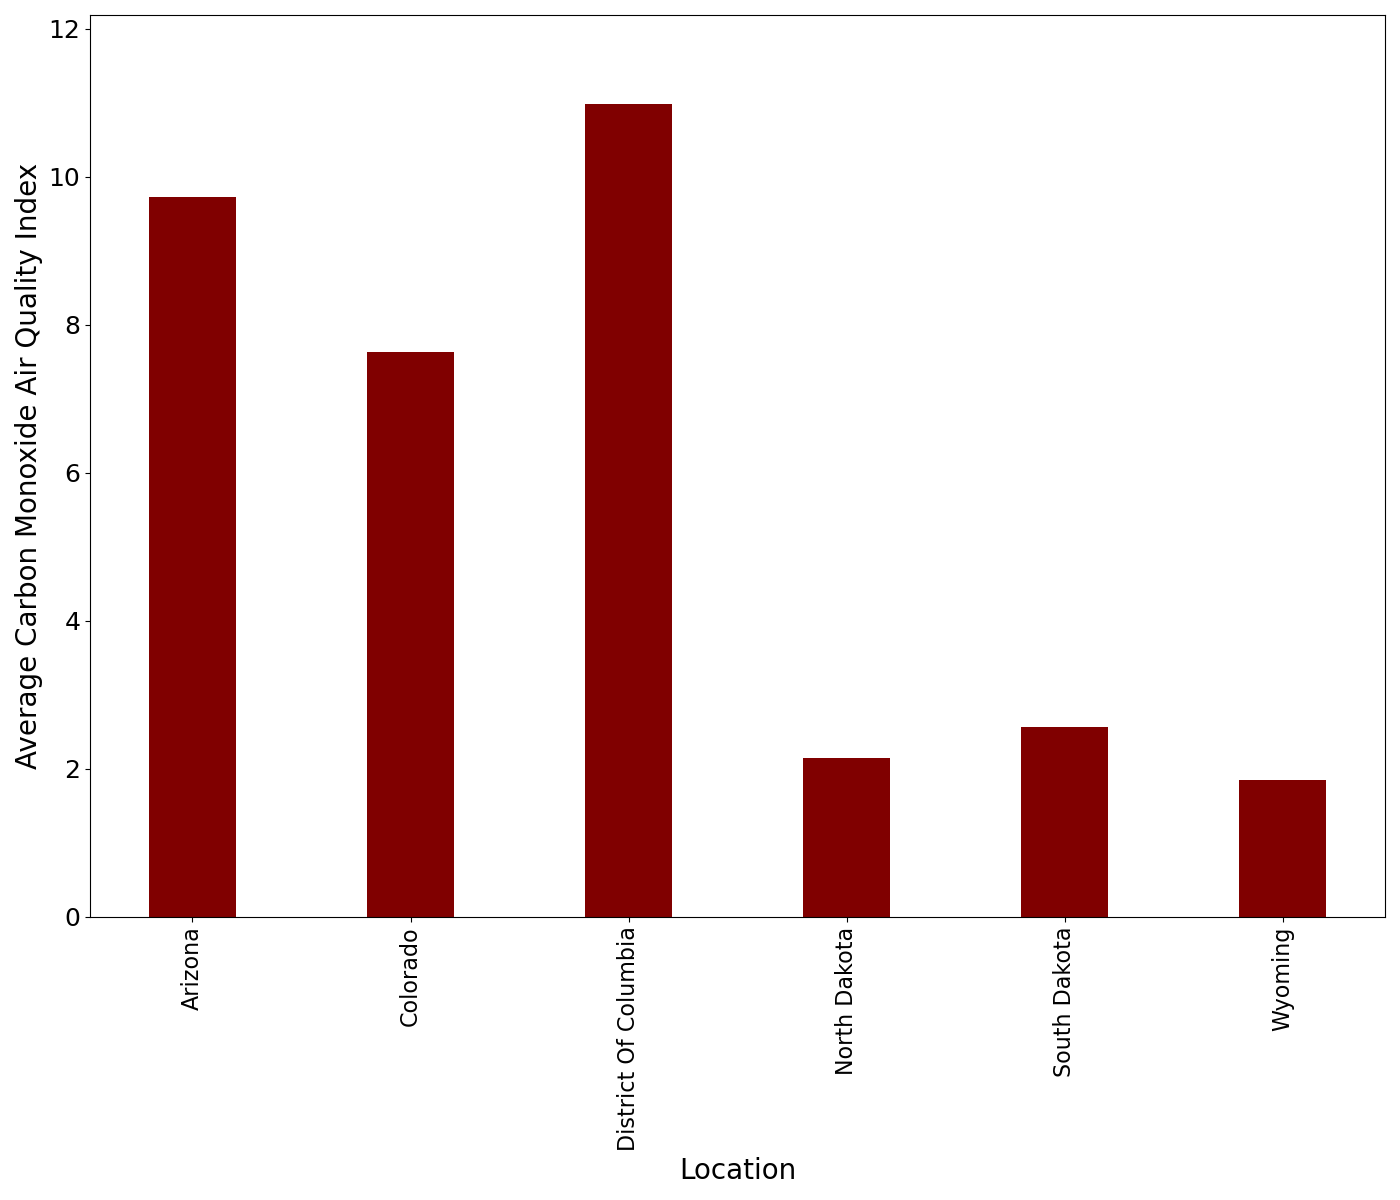 Average Carbon Monoxide Air Quality Index
12
10
8
6
4
2
0
Arizona
Colorado
District Of Columbia
North Dakota
South Dakota
Wyoming
Location